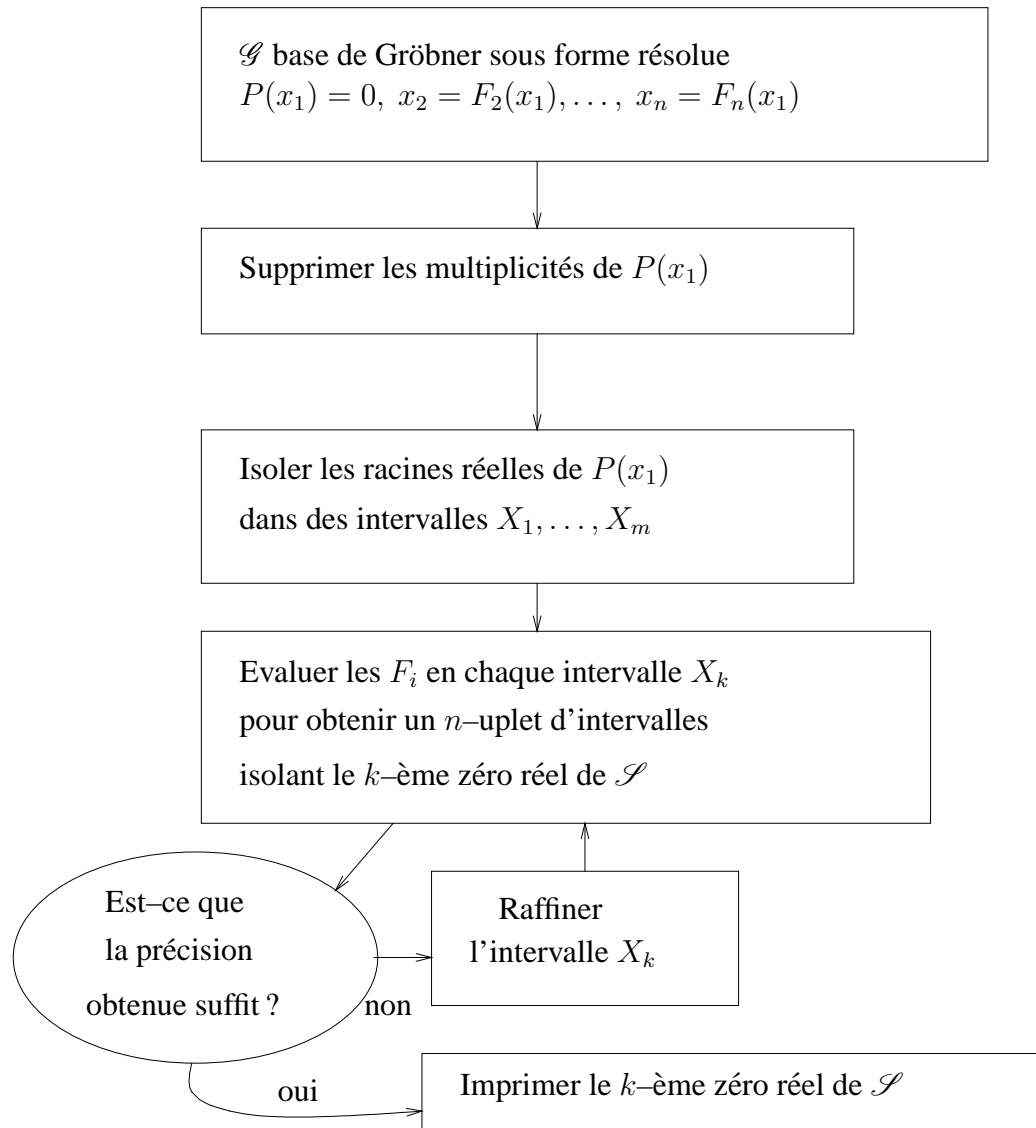 𝒢 base de Gröbner sous forme résolue
P(x₁) = 0, x₂ = F₂(x₁), . . . , xₙ = Fₙ(x₁)
Supprimer les multiplicités de P(x₁)
Isoler les racines réelles de P(x₁)
dans des intervalles X₁, . . . , Xₘ
Evaluer les Fᵢ en chaque intervalle Xₖ
pour obtenir un n–uplet d'intervalles
isolant le k–ème zéro réel de 𝒮
Est–ce que
la précision
obtenue suffit ?
non
Raffiner
l'intervalle Xₖ
oui
Imprimer le k–ème zéro réel de 𝒮